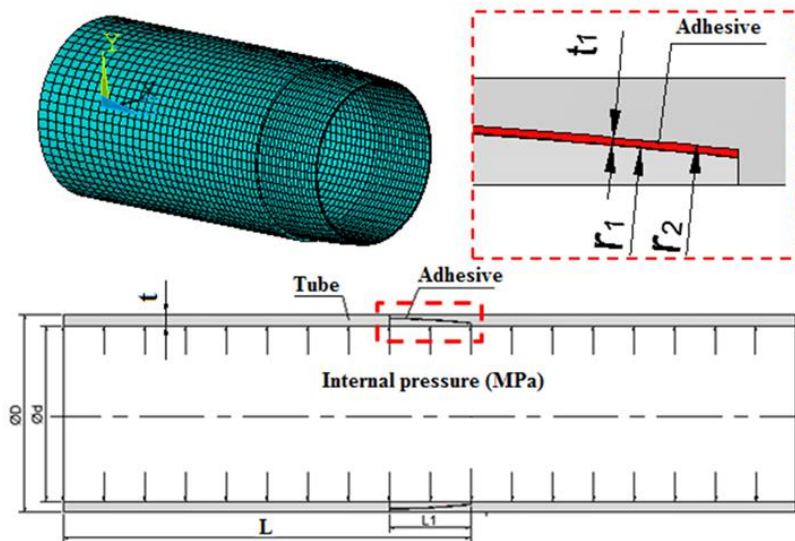 Y
X
Adhesive
t₁
r₁
r₂
t
Tube
Adhesive
Internal pressure (MPa)
ØD
Ød
L1
L